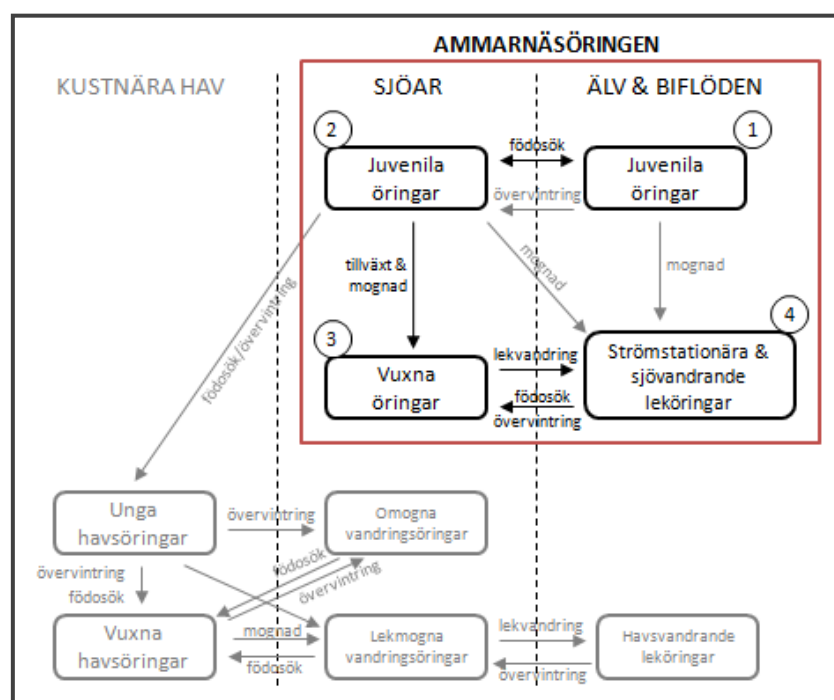 AMMARNÄSÖRINGEN
KUSTNÄRA HAV
SJÖAR
ÄLV & BIFLÖDEN
2
1
Juvenila
öringar
födosök
Juvenila
öringar
övervintring
tillväxt &
mognad
mognad
mognad
födosök/övervintring
3
4
Vuxna
öringar
lekvandring
födosök
övervintring
Strömstationära &
sjövandrande
leköringar
Unga
havsöringar
övervintring
Omogna
vandringsöringar
övervintring
födosök
födosök
övervintring
Vuxna
havsöringar
mognad
födosök
Lekmogna
vandringsöringar
lekvandring
övervintring
Havsvandrande
leköringar